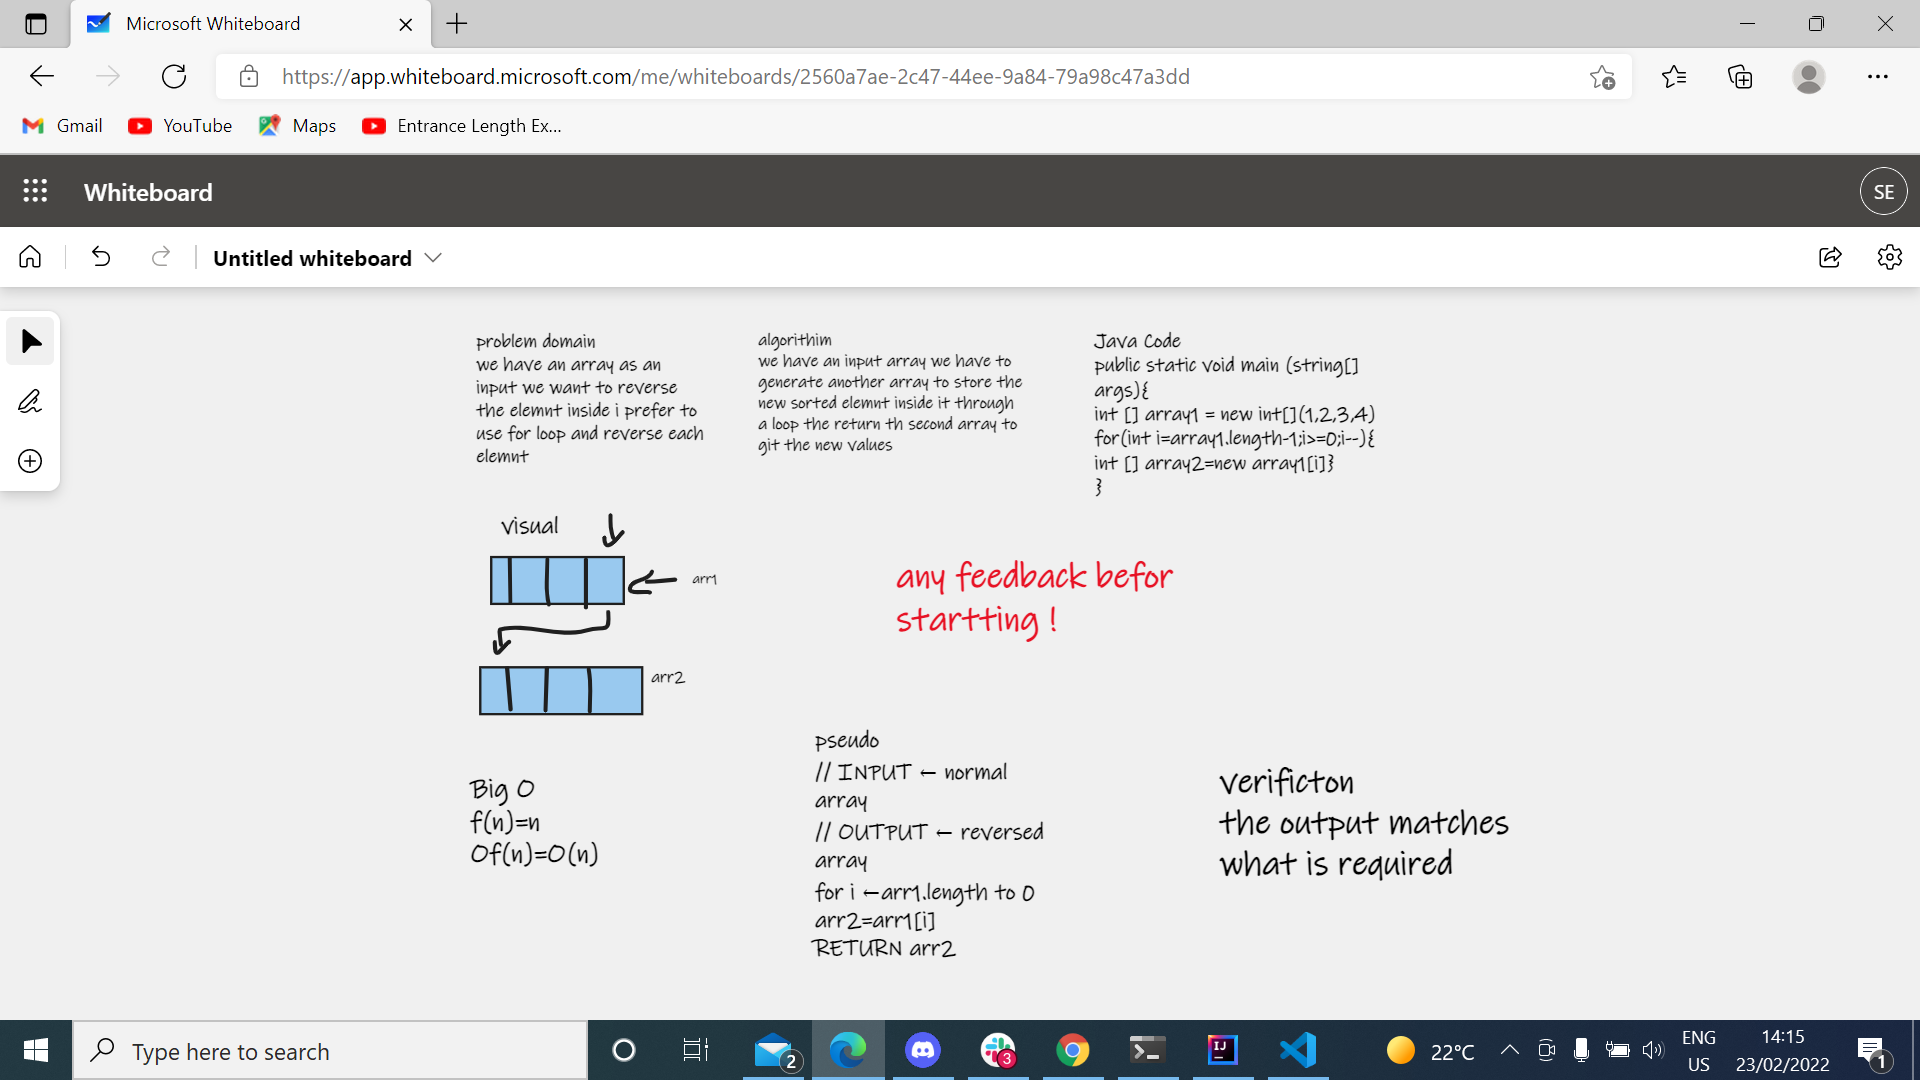 Microsoft Whiteboard
https://app.whiteboard.microsoft.com/me/whiteboards/2560a7ae-2c47-44ee-9a84-79a98c47a3dd
Gmail YouTube Maps Entrance Length Ex...
Whiteboard
SE
Untitled whiteboard
problem domain
we have an array as an
input we want to reverse
the elemnt inside i prefer to
use for loop and reverse each
elemnt
algorithim
we have an input array we have to
generate another array to store the
new sorted elemnt inside it through
a loop the return th second array to
git the new values
Java Code
public static void main (string[]
args){
int [] array1 = new int[](1,2,3,4)
for(int i=array1.length-1;i>=0;i--){
int [] array2=new array1[i]}
}
visual
arr1
arr2
any feedback befor
startting !
Big O
f(n)=n
Of(n)=O(n)
pseudo
// INPUT ← normal
array
// OUTPUT ← reversed
array
for i ←arr1.length to 0
arr2=arr1[i]
RETURN arr2
verificton
the output matches
what is required
Type here to search
2
3
IJ
22°C
ENG
US
14:15
23/02/2022
1